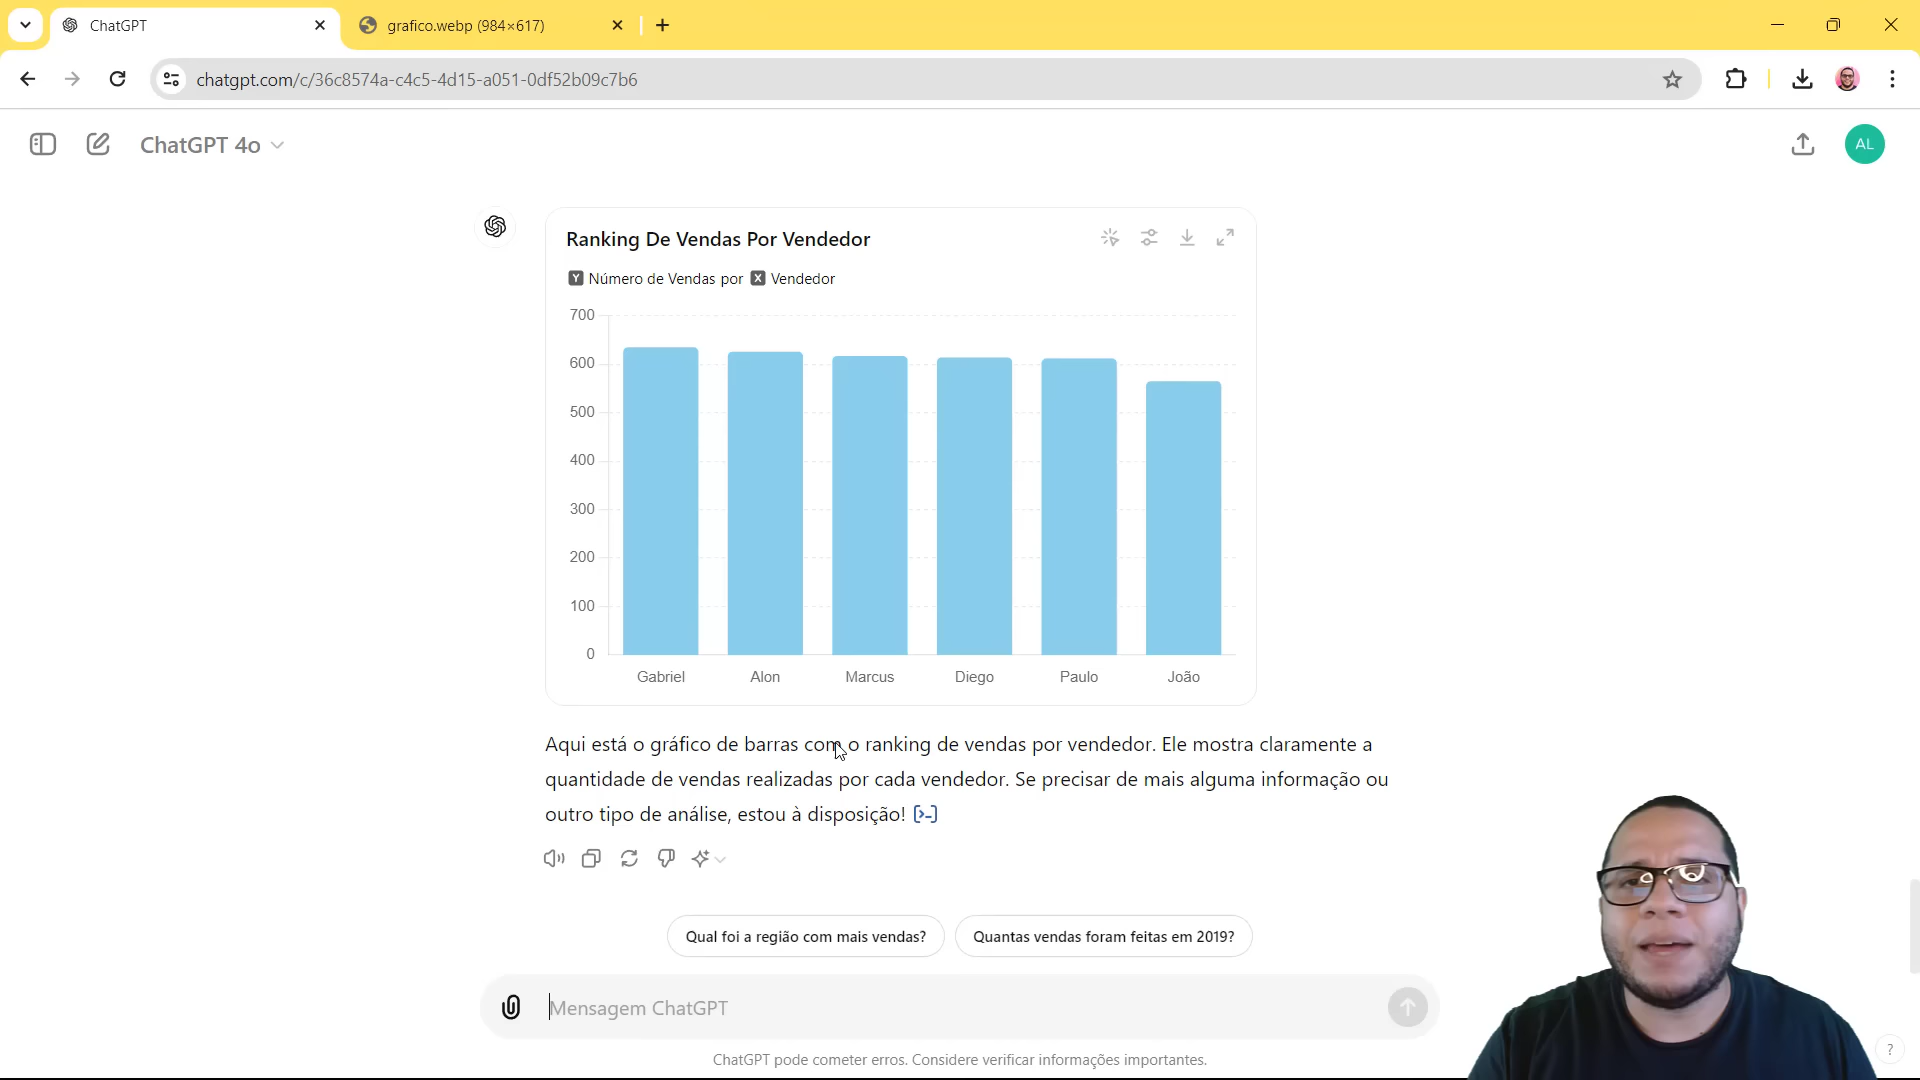 ChatGPT
grafico.webp (984×617)
chatgpt.com/c/36c8574a-c4c5-4d15-a051-0df52b09c7b6
ChatGPT 4o
AL
Ranking De Vendas Por Vendedor
Y Número de Vendas por X Vendedor
700
600
500
400
300
200
100
0
Gabriel Alon Marcus Diego Paulo João
Aqui está o gráfico de barras com o ranking de vendas por vendedor. Ele mostra claramente a
quantidade de vendas realizadas por cada vendedor. Se precisar de mais alguma informação ou
outro tipo de análise, estou à disposição! [>-]
Qual foi a região com mais vendas? Quantas vendas foram feitas em 2019?
Mensagem ChatGPT
ChatGPT pode cometer erros. Considere verificar informações importantes.
?